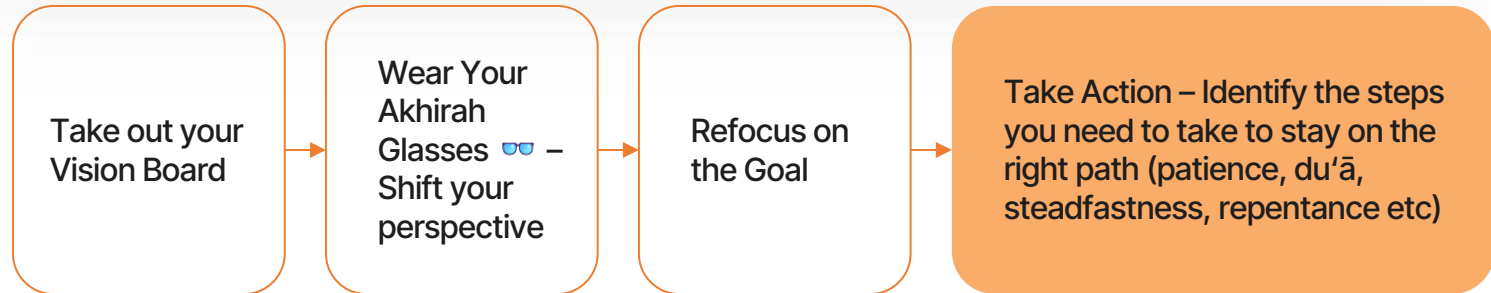 Take out your
Vision Board
Wear Your
Akhirah
Glasses 🕶️ –
Shift your
perspective
Refocus on
the Goal
Take Action – Identify the steps
you need to take to stay on the
right path (patience, du‘ā,
steadfastness, repentance etc)